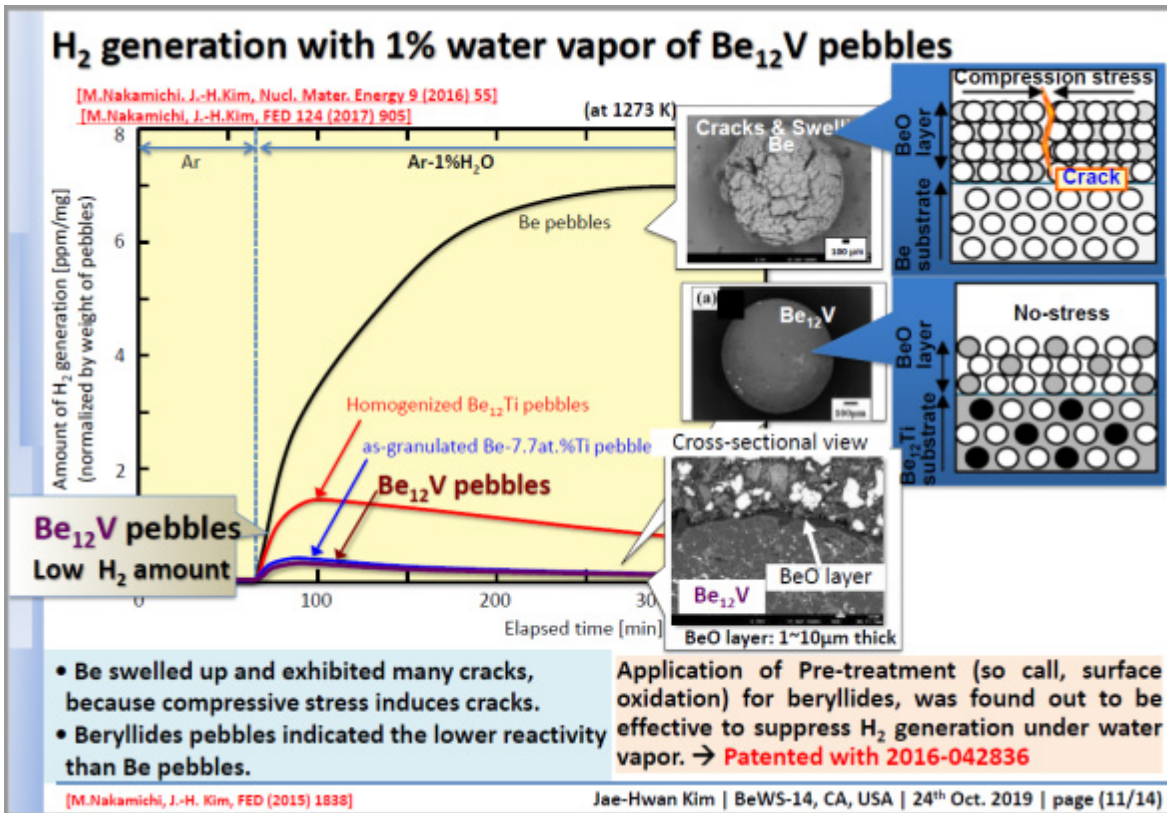 H₂ generation with 1% water vapor of Be₁₂V pebbles
[M.Nakamichi. J.-H.Kim, Nucl. Mater. Energy 9 (2016) 55]
[M.Nakamichi, J.-H.Kim, FED 124 (2017) 905]
(at 1273 K)
8
6
4
2
Amount of H₂ generation [ppm/mg]
(normalized by weight of pebbles)
Ar
Ar-1%H₂O
Be pebbles
Homogenized Be₁₂Ti pebbles
as-granulated Be-7.7at.%Ti pebble
Be₁₂V pebbles
Be₁₂V pebbles
Low H₂ amount
0
100
200
30
Elapsed time [min]
Cracks & Swelli
Be
100 μm
(a)
Be₁₂V
100μm
Cross-sectional view
BeO layer
Be₁₂V
BeO layer: 1~10μm thick
Compression stress
BeO
layer
Crack
Be
substrate
No-stress
BeO
layer
Be₁₂Ti
substrate
• Be swelled up and exhibited many cracks,
because compressive stress induces cracks.
• Beryllides pebbles indicated the lower reactivity
than Be pebbles.
Application of Pre-treatment (so call, surface
oxidation) for beryllides, was found out to be
effective to suppress H₂ generation under water
vapor. → Patented with 2016-042836
[M.Nakamichi, J.-H. Kim, FED (2015) 1838]
Jae-Hwan Kim | BeWS-14, CA, USA | 24th Oct. 2019 | page (11/14)